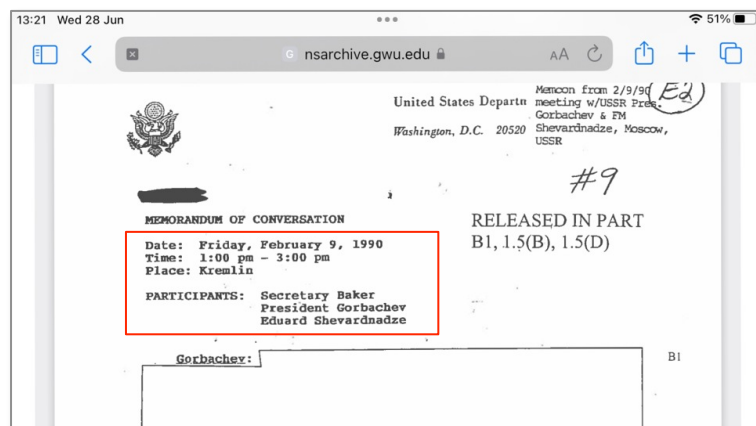 13:21 Wed 28 Jun
51%
nsarchive.gwu.edu
AA
United States Departm
Washington, D.C. 20520
Memcon from 2/9/90
meeting w/USSR Pres.
Gorbachev & FM
Shevardnadze, Moscow,
USSR
E2
#9
MEMORANDUM OF CONVERSATION
RELEASED IN PART
B1, 1.5(B), 1.5(D)
Date: Friday, February 9, 1990
Time: 1:00 pm - 3:00 pm
Place: Kremlin
PARTICIPANTS: Secretary Baker
President Gorbachev
Eduard Shevardnadze
Gorbachev:
B1